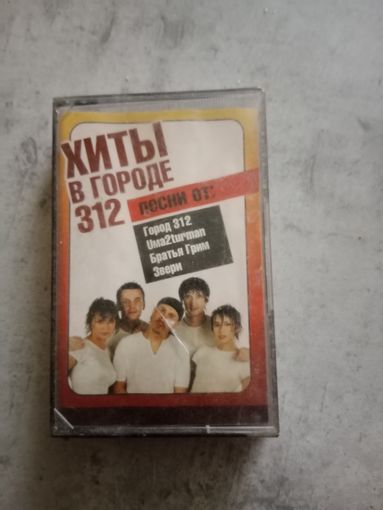 ХИТЫ
В ГОРОДЕ
312
ПЕСНИ ОТ:
Город 312
Uma2turman
Братья Грим
Звери